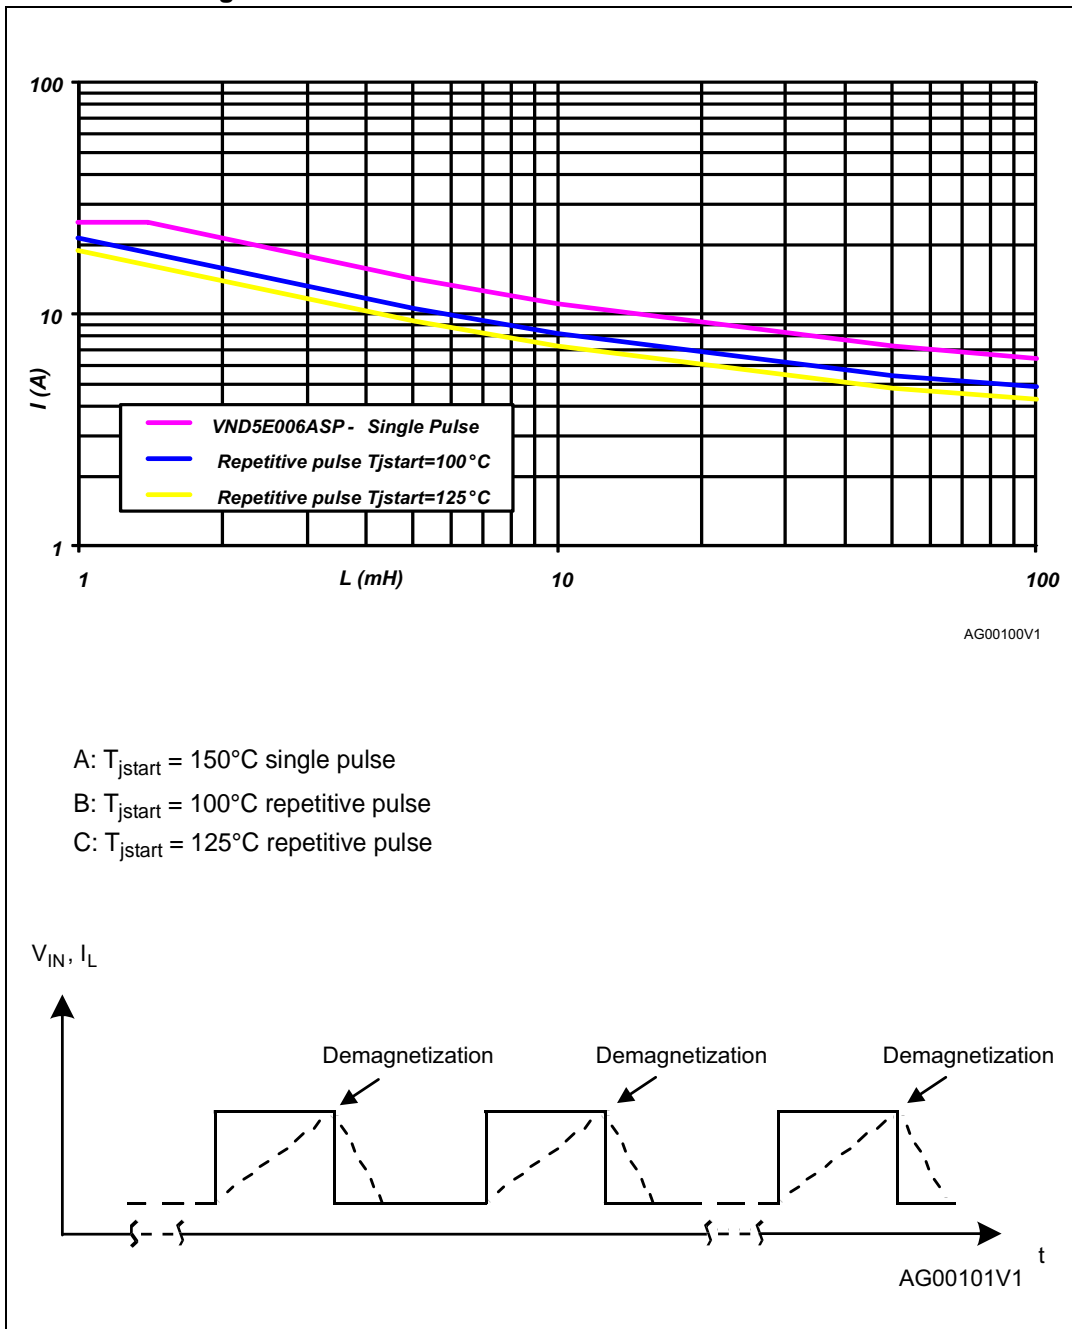 100
10
1
I (A)
VND5E006ASP - Single Pulse
Repetitive pulse Tjstart=100°C
Repetitive pulse Tjstart=125°C
1
L (mH)
10
100
AG00100V1
A: Tjstart = 150°C single pulse
B: Tjstart = 100°C repetitive pulse
C: Tjstart = 125°C repetitive pulse
VIN, IL
Demagnetization
Demagnetization
Demagnetization
t
AG00101V1